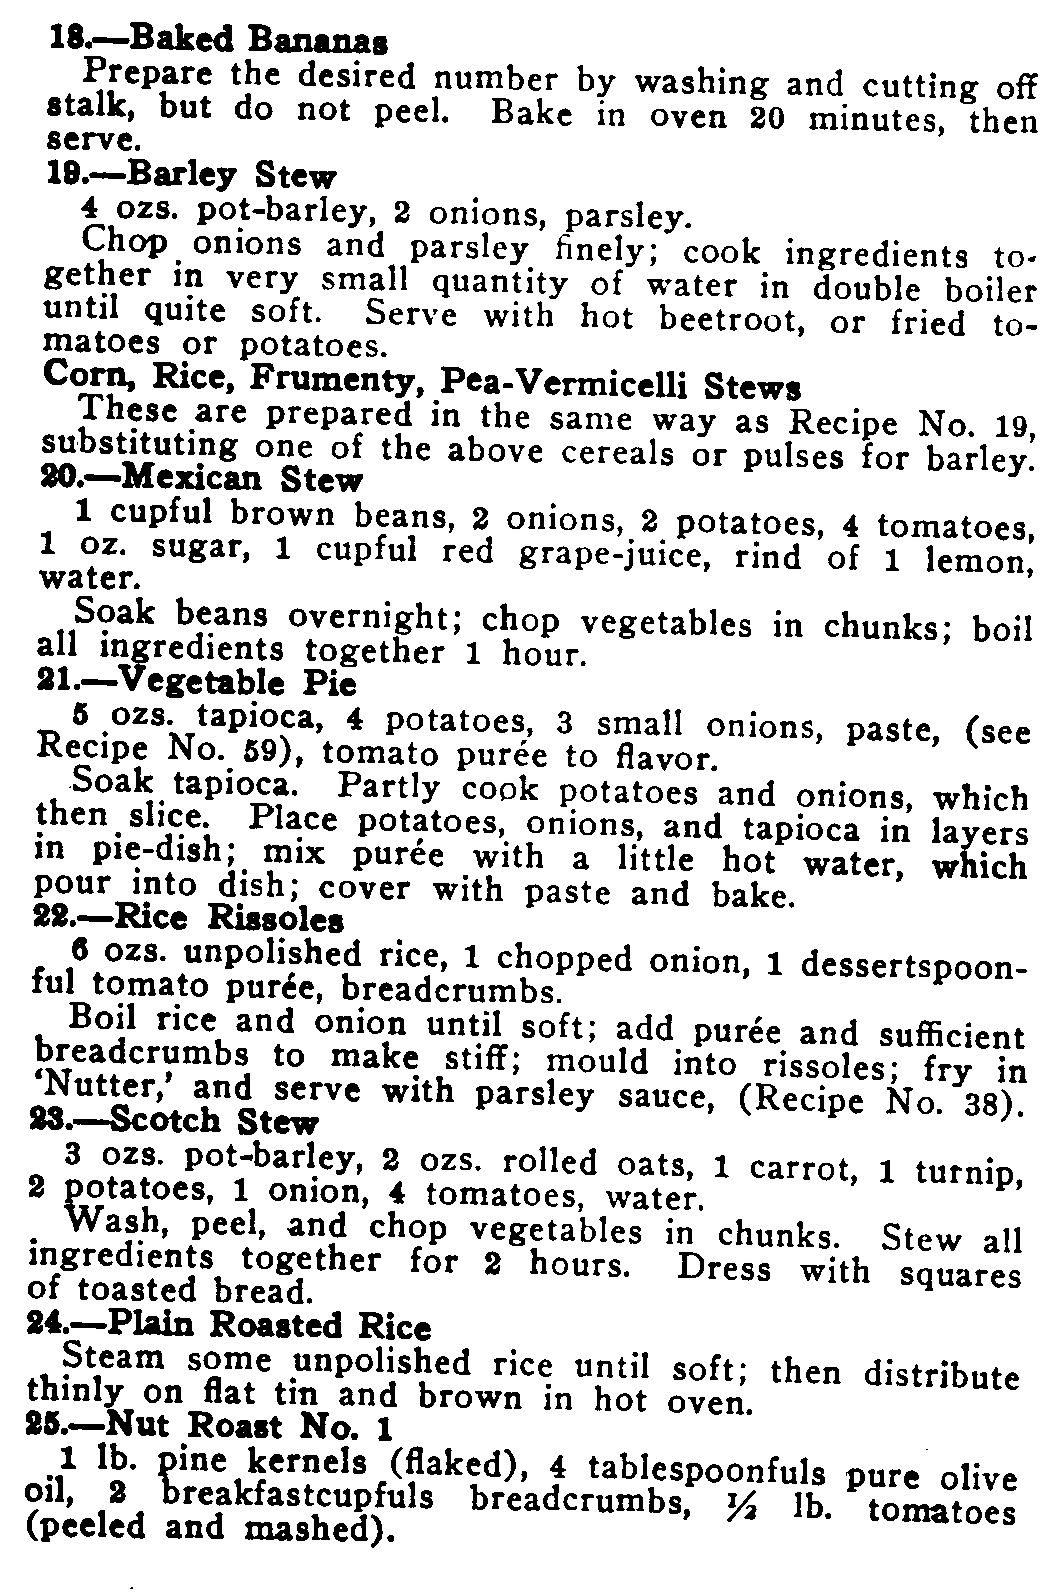 18.—Baked Bananas
Prepare the desired number by washing and cutting off
stalk, but do not peel. Bake in oven 20 minutes, then
serve.
19.—Barley Stew
4 ozs. pot-barley, 2 onions, parsley.
Chop onions and parsley finely; cook ingredients to-
gether in very small quantity of water in double boiler
until quite soft. Serve with hot beetroot, or fried to-
matoes or potatoes.
Corn, Rice, Frumenty, Pea-Vermicelli Stews
These are prepared in the same way as Recipe No. 19,
substituting one of the above cereals or pulses for barley.
20.—Mexican Stew
1 cupful brown beans, 2 onions, 2 potatoes, 4 tomatoes,
1 oz. sugar, 1 cupful red grape-juice, rind of 1 lemon,
water.
Soak beans overnight; chop vegetables in chunks; boil
all ingredients together 1 hour.
21.—Vegetable Pie
5 ozs. tapioca, 4 potatoes, 3 small onions, paste, (see
Recipe No. 59), tomato purée to flavor.
Soak tapioca. Partly cook potatoes and onions, which
then slice. Place potatoes, onions, and tapioca in layers
in pie-dish; mix purée with a little hot water, which
pour into dish; cover with paste and bake.
22.—Rice Rissoles
6 ozs. unpolished rice, 1 chopped onion, 1 dessertspoon-
ful tomato purée, breadcrumbs.
Boil rice and onion until soft; add purée and sufficient
breadcrumbs to make stiff; mould into rissoles; fry in
‘Nutter,’ and serve with parsley sauce, (Recipe No. 38).
23.—Scotch Stew
3 ozs. pot-barley, 2 ozs. rolled oats, 1 carrot, 1 turnip,
2 potatoes, 1 onion, 4 tomatoes, water.
Wash, peel, and chop vegetables in chunks. Stew all
ingredients together for 2 hours. Dress with squares
of toasted bread.
24.—Plain Roasted Rice
Steam some unpolished rice until soft; then distribute
thinly on flat tin and brown in hot oven.
25.—Nut Roast No. 1
1 lb. pine kernels (flaked), 4 tablespoonfuls pure olive
oil, 2 breakfastcupfuls breadcrumbs, ½ lb. tomatoes
(peeled and mashed).